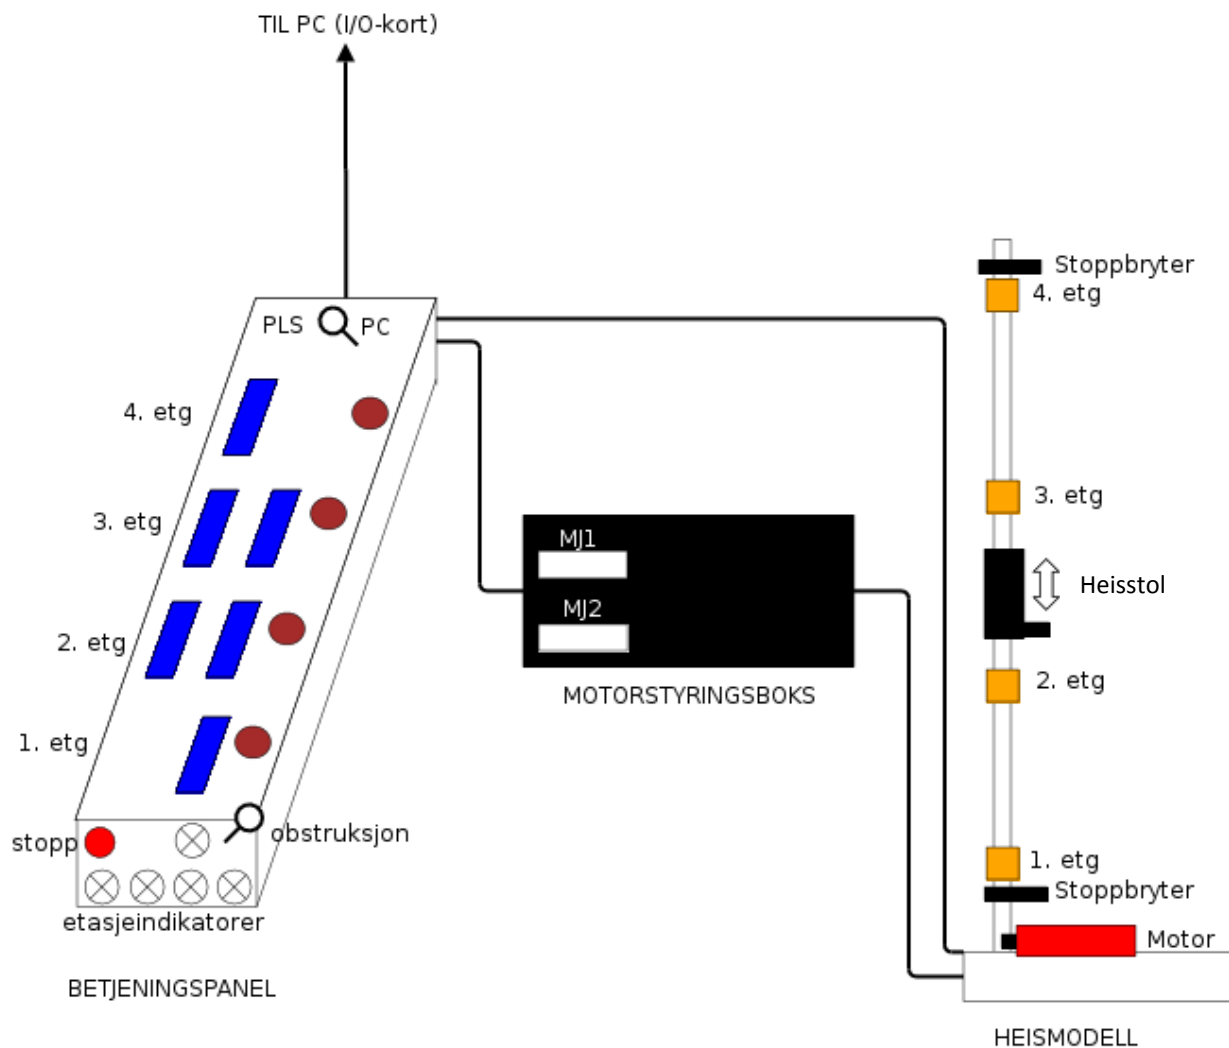 TIL PC (I/O-kort)
PLS
PC
4. etg
3. etg
2. etg
1. etg
stopp
obstruksjon
etasjeindikatorer
BETJENINGSPANEL
MJ1
MJ2
MOTORSTYRINGSBOKS
Stoppbryter
4. etg
3. etg
Heisstol
2. etg
1. etg
Stoppbryter
Motor
HEISMODELL